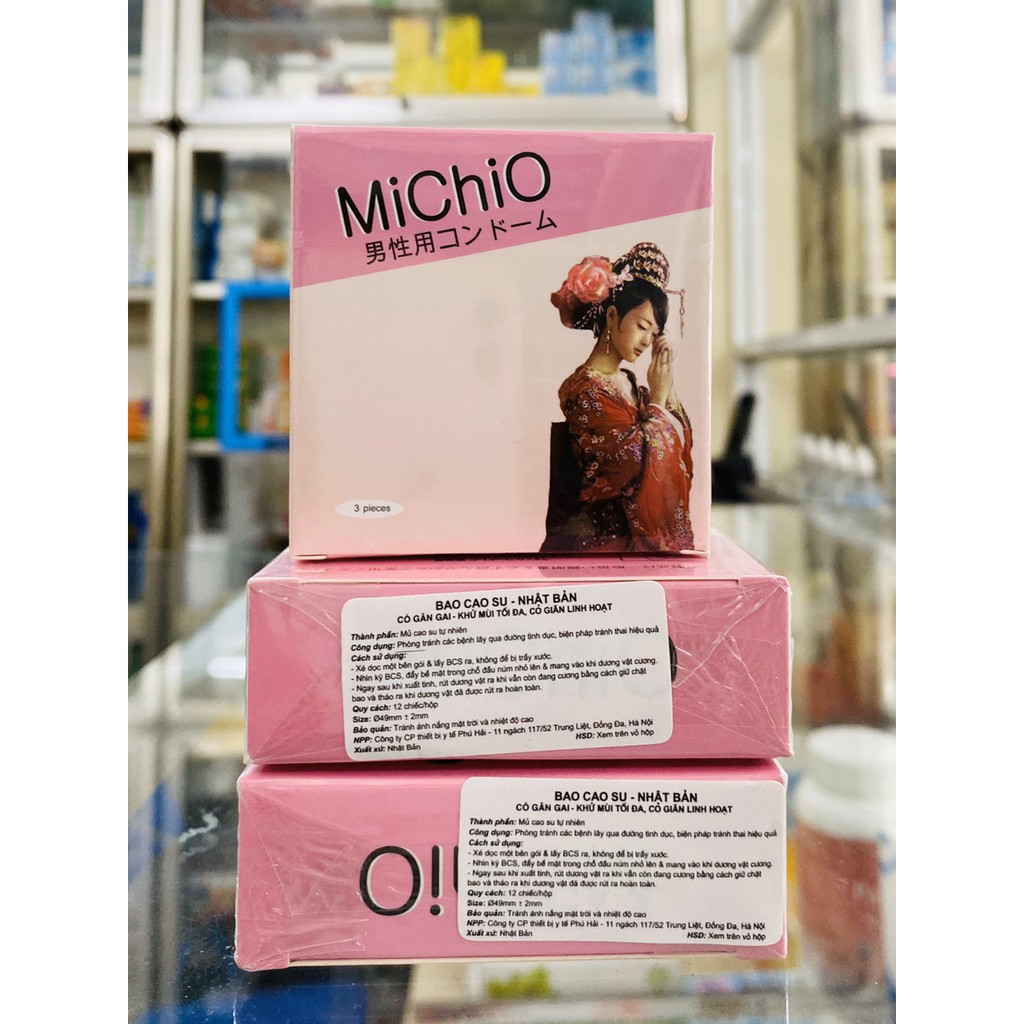 MiChiO
男性用コンドーム
3 pieces
BAO CAO SU - NHẬT BẢN
CÓ GÂN GAI - KHỬ MÙI TỐI ĐA, CO GIÃN LINH HOẠT
Thành phần: Mủ cao su tự nhiên
Công dụng: Phòng tránh các bệnh lây qua đường tình dục, biện pháp tránh thai hiệu quả
Cách sử dụng:
- Xé dọc một bên gói & lấy BCS ra, không để bị trầy xước.
- Nhìn kỹ BCS, đẩy bề mặt trong chỗ đầu núm nhỏ lên & mang vào khi dương vật cương.
- Ngay sau khi xuất tinh, rút dương vật ra khi vẫn còn đang cương bằng cách giữ chặt
bao và tháo ra khi dương vật đã được rút ra hoàn toàn.
Quy cách: 12 chiếc/hộp
Size: Ø49mm ± 2mm
Bảo quản: Tránh ánh nắng mặt trời và nhiệt độ cao
NPP: Công ty CP thiết bị y tế Phú Hải - 11 ngách 117/52 Trung Liệt, Đống Đa, Hà Nội
Xuất xứ: Nhật Bản HSD: Xem trên vỏ hộp
BAO CAO SU - NHẬT BẢN
CÓ GÂN GAI - KHỬ MÙI TỐI ĐA, CO GIÃN LINH HOẠT
Thành phần: Mủ cao su tự nhiên
Công dụng: Phòng tránh các bệnh lây qua đường tình dục, biện pháp tránh thai hiệu quả
Cách sử dụng:
- Xé dọc một bên gói & lấy BCS ra, không để bị trầy xước.
- Nhìn kỹ BCS, đẩy bề mặt trong chỗ đầu núm nhỏ lên & mang vào khi dương vật cương.
- Ngay sau khi xuất tinh, rút dương vật ra khi vẫn còn đang cương bằng cách giữ chặt
bao và tháo ra khi dương vật đã được rút ra hoàn toàn.
Quy cách: 12 chiếc/hộp
Size: Ø49mm ± 2mm
Bảo quản: Tránh ánh nắng mặt trời và nhiệt độ cao
NPP: Công ty CP thiết bị y tế Phú Hải - 11 ngách 117/52 Trung Liệt, Đống Đa, Hà Nội
Xuất xứ: Nhật Bản HSD: Xem trên vỏ hộp